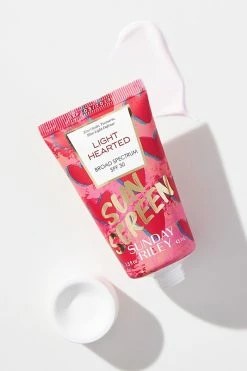 LIGHT
HEARTED
BROAD SPECTRUM
SPF 30
SUN
SCREEN!
SUNDAY
RILEY